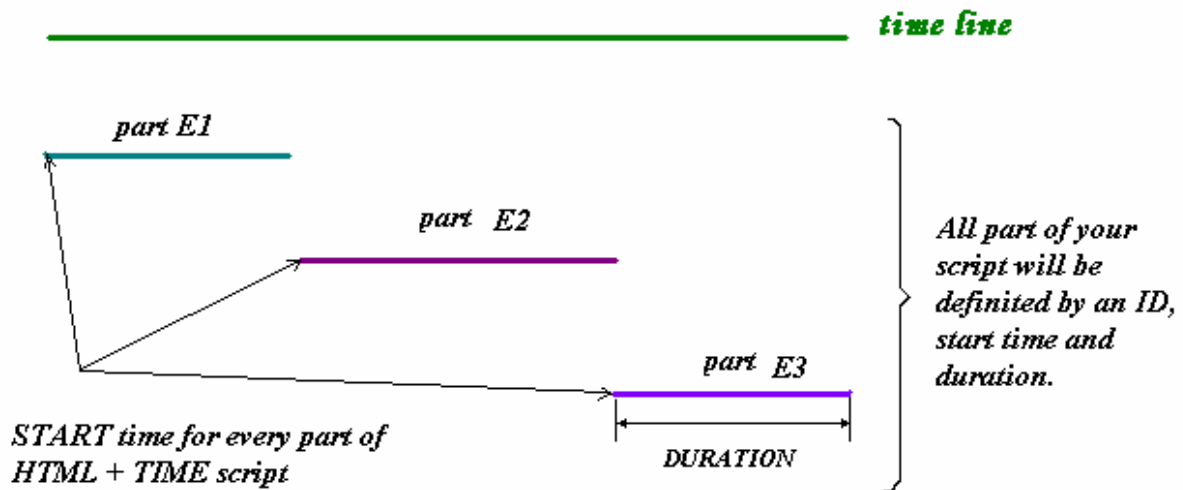 time line
part E1
part E2
All part of your
script will be
definited by an ID,
start time and
duration.
part E3
START time for every part of
HTML + TIME script
DURATION